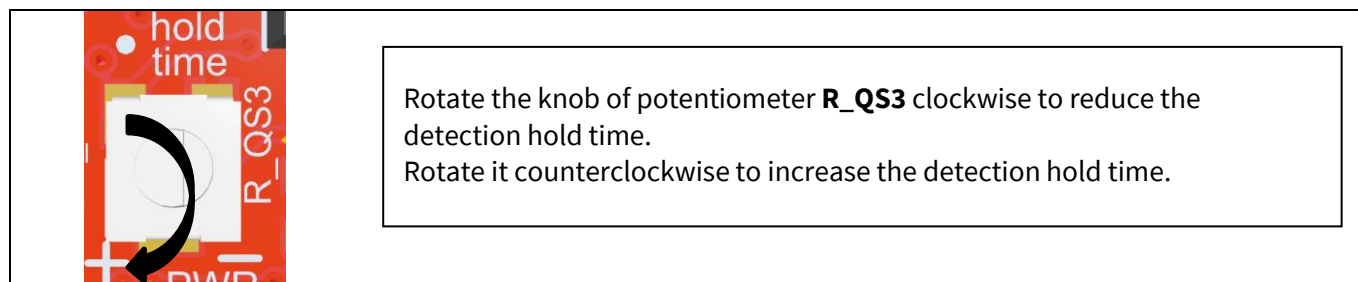 hold
time
R_QS3
+ −
PWR
Rotate the knob of potentiometer R_QS3 clockwise to reduce the
detection hold time.
Rotate it counterclockwise to increase the detection hold time.